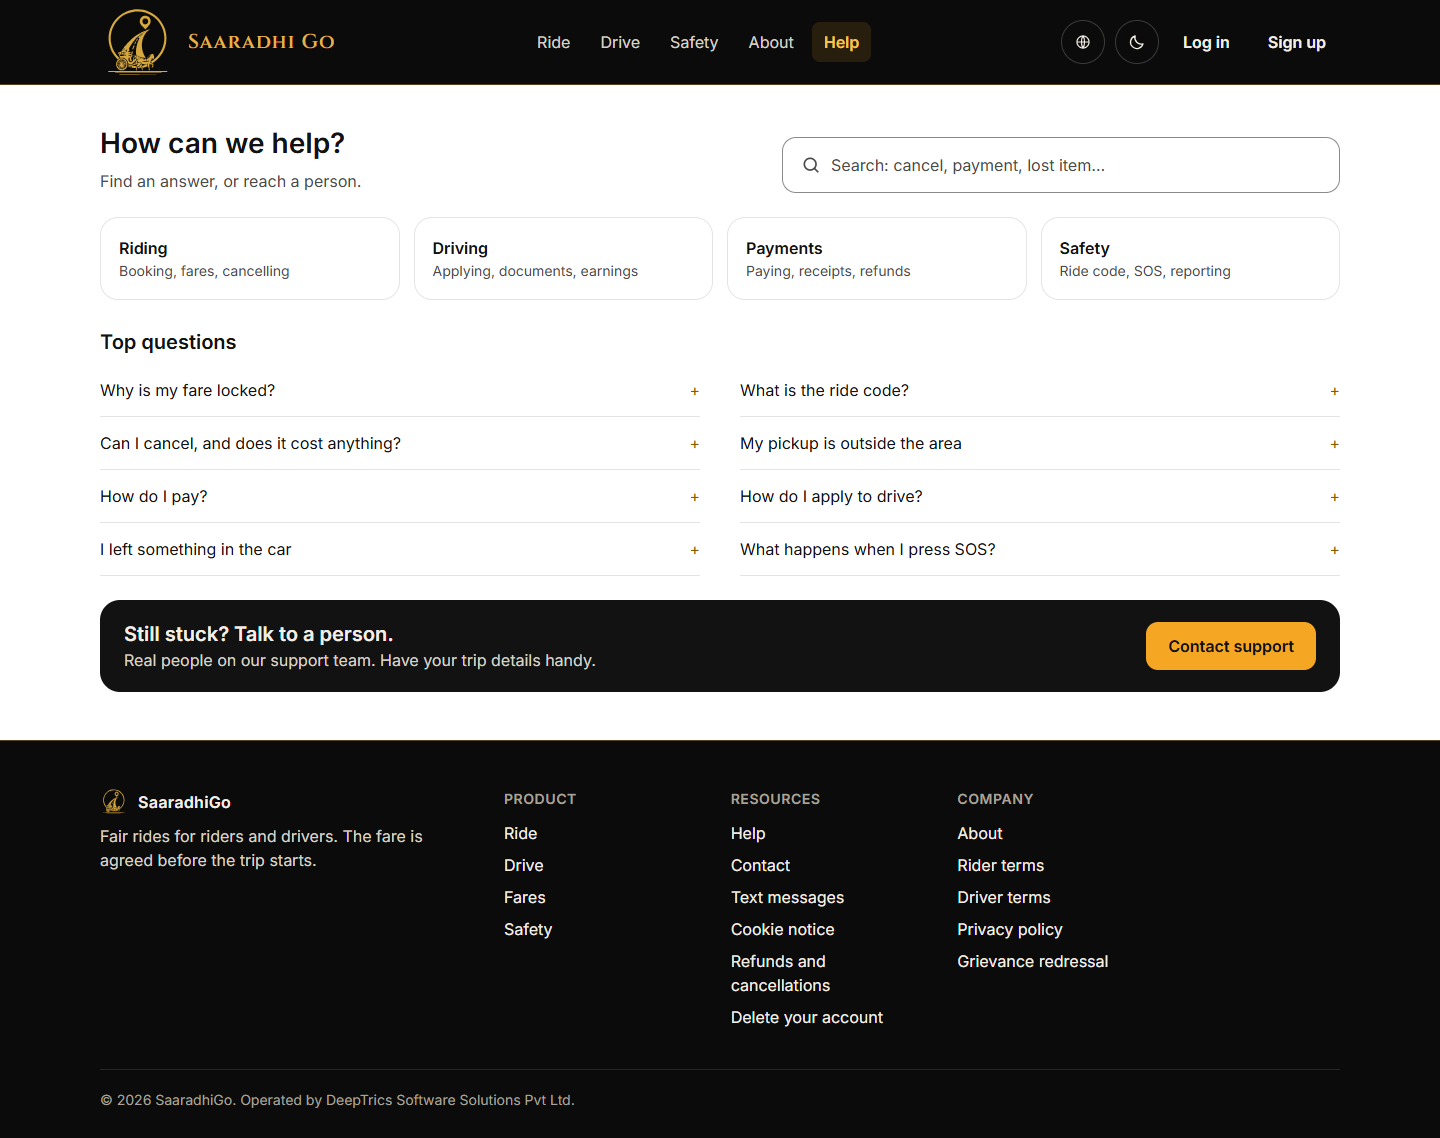 Saaradhi Go
Ride
Drive
Safety
About
Help
Log in
Sign up
How can we help?
Find an answer, or reach a person.
Search: cancel, payment, lost item...
Riding
Booking, fares, cancelling
Driving
Applying, documents, earnings
Payments
Paying, receipts, refunds
Safety
Ride code, SOS, reporting
Top questions
Why is my fare locked? +
What is the ride code? +
Can I cancel, and does it cost anything? +
My pickup is outside the area +
How do I pay? +
How do I apply to drive? +
I left something in the car +
What happens when I press SOS? +
Still stuck? Talk to a person.
Real people on our support team. Have your trip details handy.
Contact support
SaaradhiGo
Fair rides for riders and drivers. The fare is
agreed before the trip starts.
PRODUCT
Ride
Drive
Fares
Safety
RESOURCES
Help
Contact
Text messages
Cookie notice
Refunds and
cancellations
Delete your account
COMPANY
About
Rider terms
Driver terms
Privacy policy
Grievance redressal
© 2026 SaaradhiGo. Operated by DeepTrics Software Solutions Pvt Ltd.